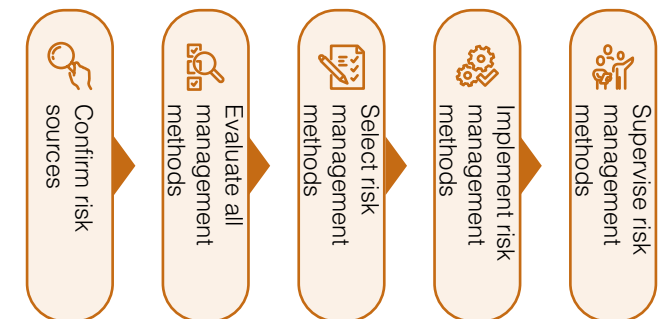 Confirm risk
sources
Evaluate all
management
methods
Select risk
management
methods
Implement risk
management
methods
Supervise risk
management
methods